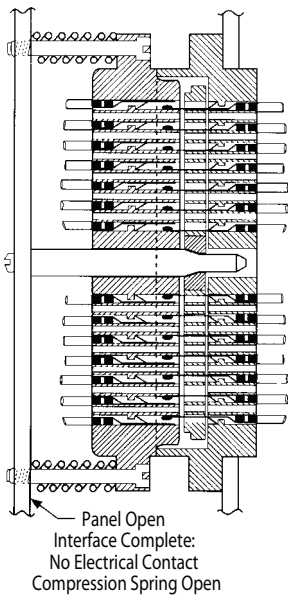 Panel Open
Interface Complete:
No Electrical Contact
Compression Spring Open